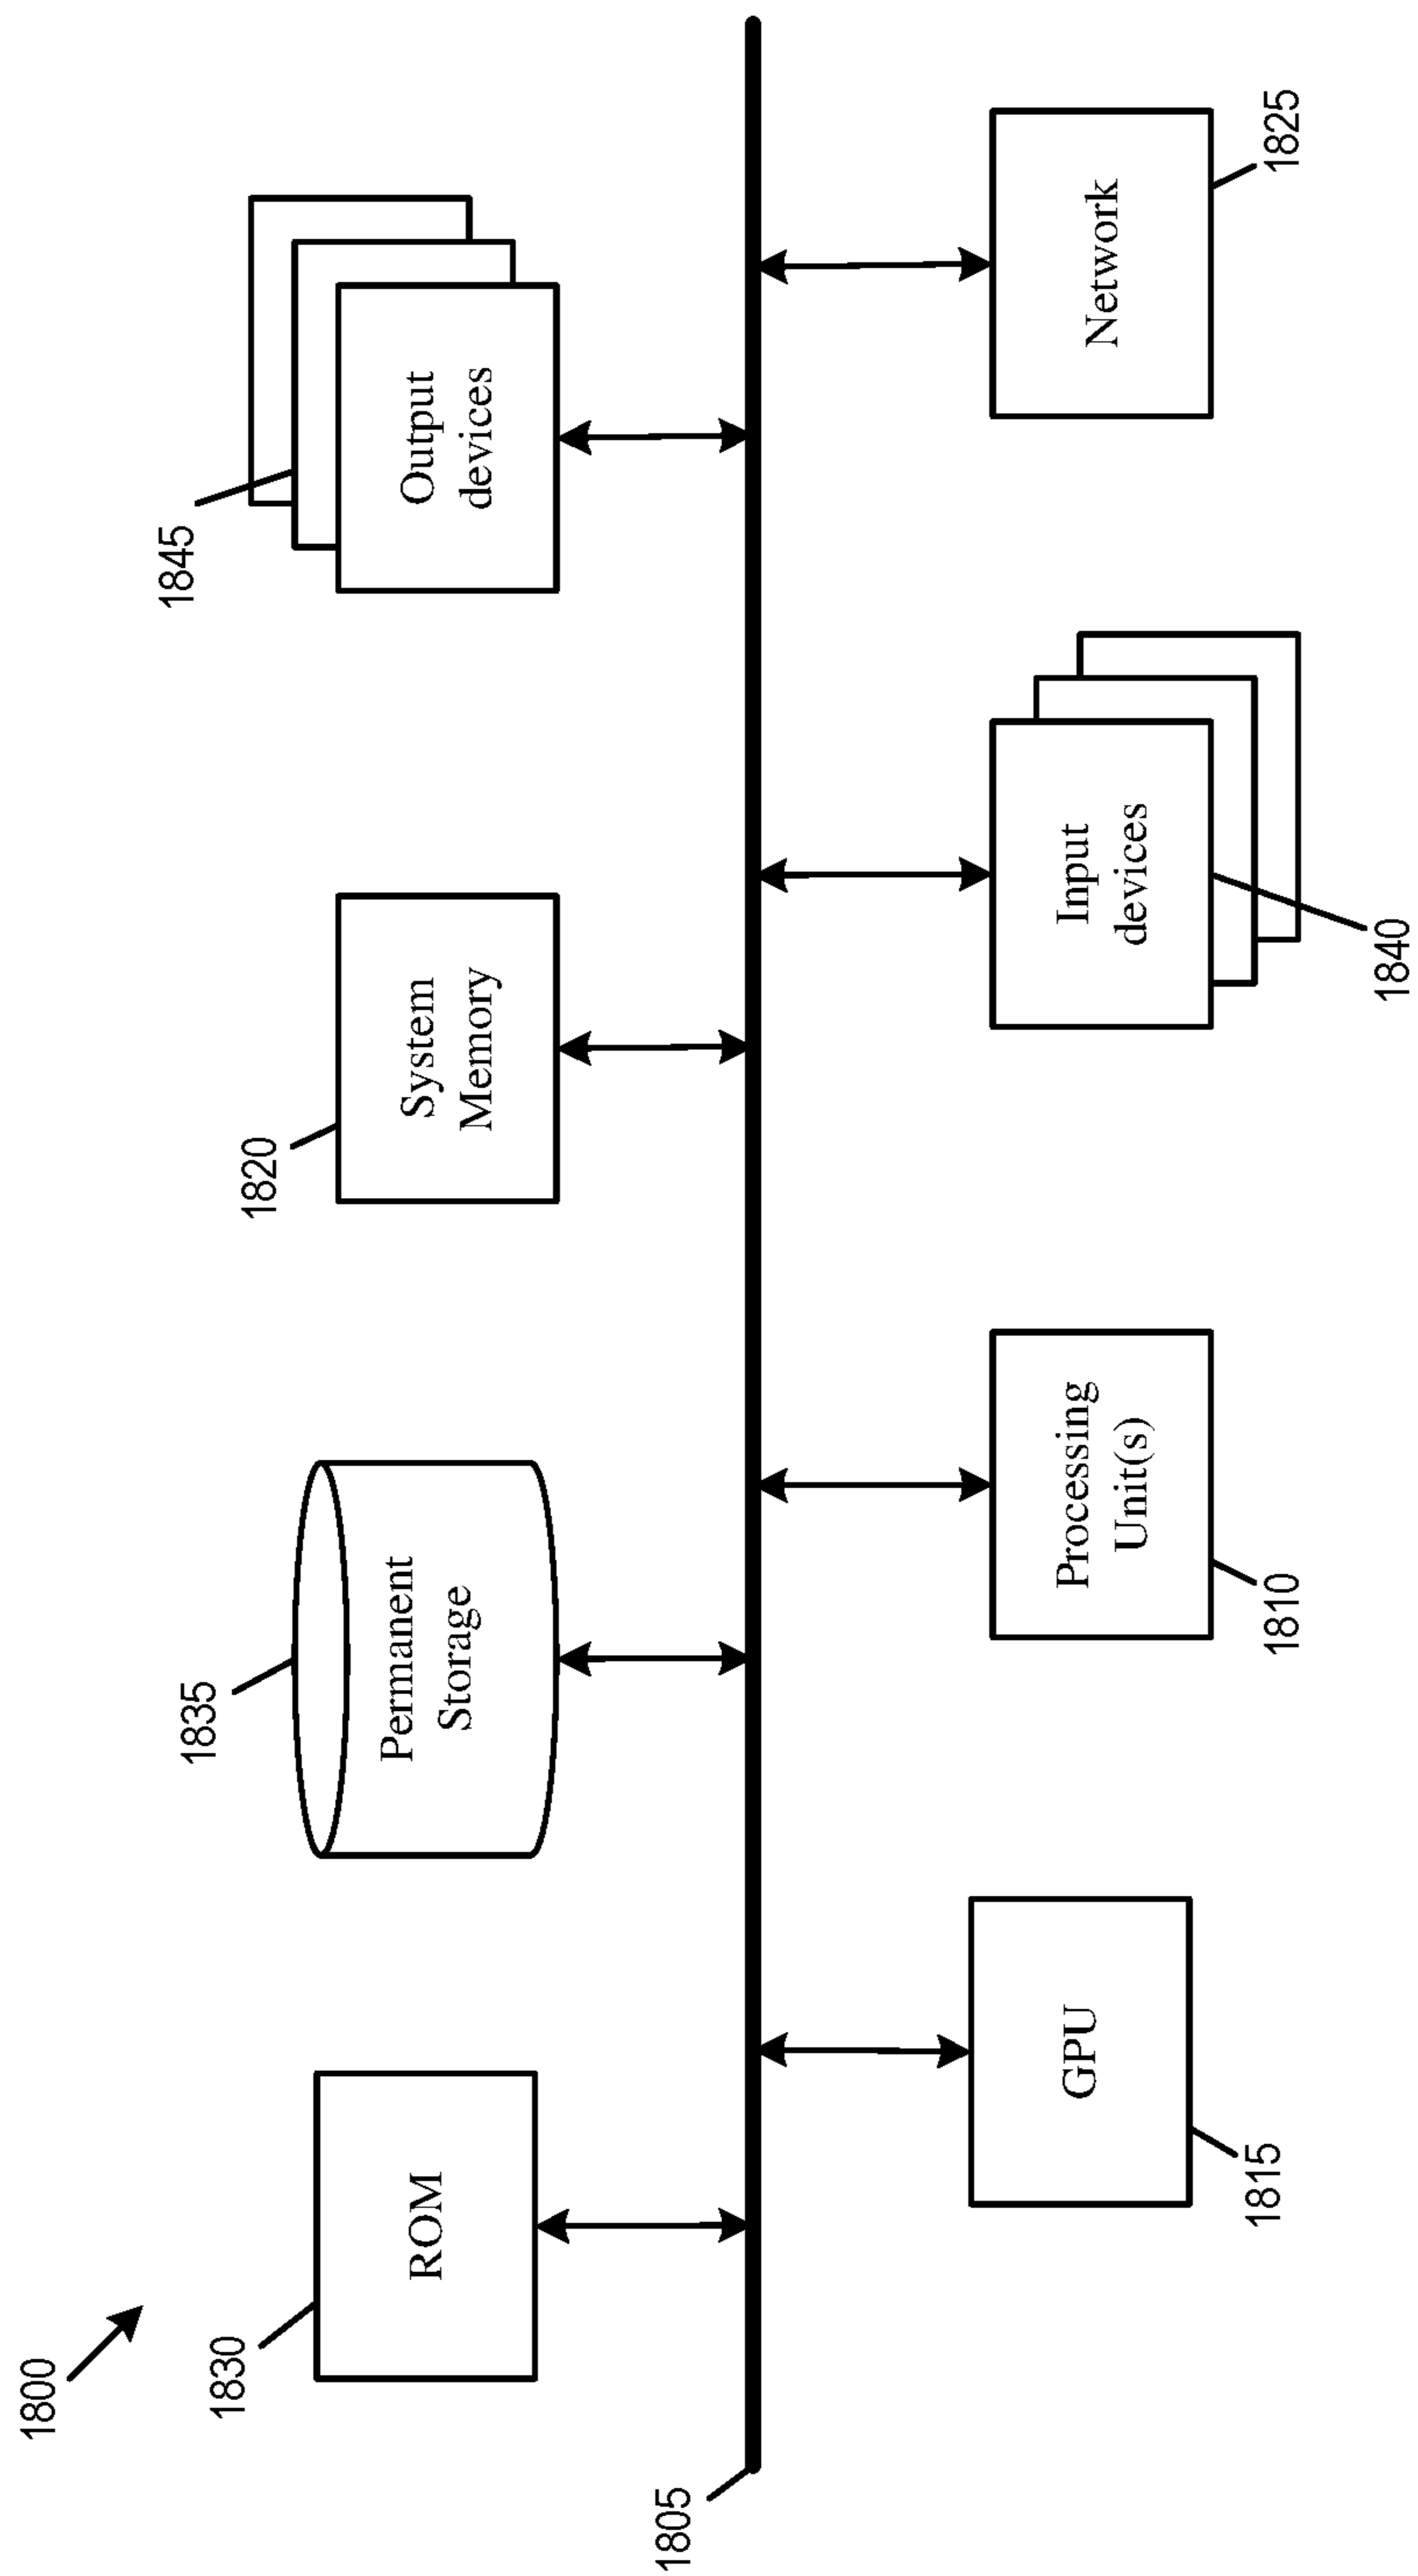 1800
1830
ROM
1835
Permanent
Storage
1820
System
Memory
1845
Output
devices
1805
GPU
1815
Processing
Unit(s)
1810
Input
devices
1840
Network
1825